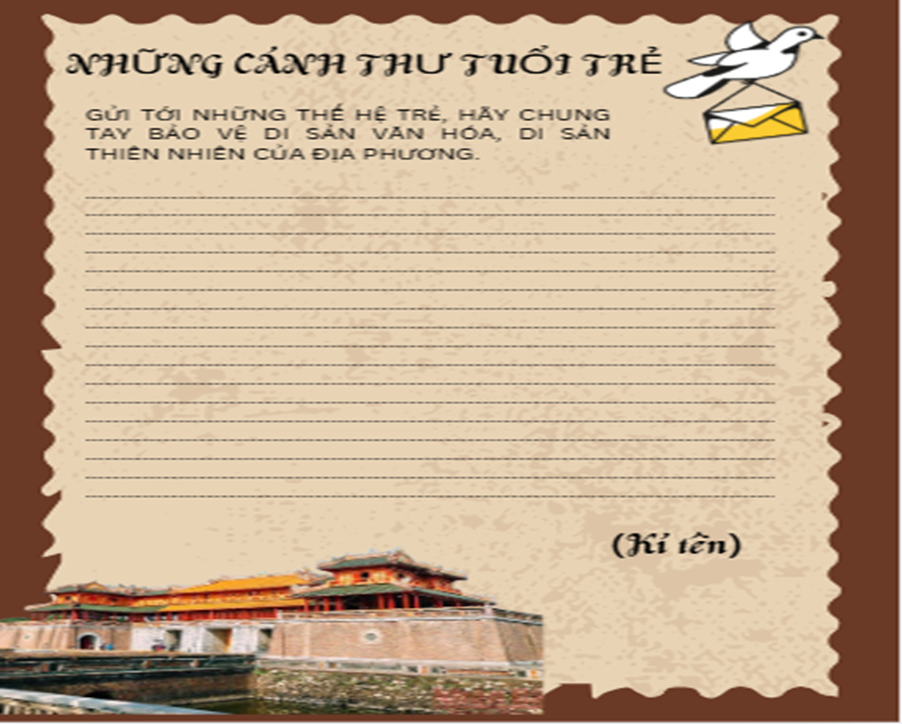 NHỮNG CÁNH THƯ TUỔI TRẺ
GỬI TỚI NHỮNG THẾ HỆ TRẺ, HÃY CHUNG
TAY BẢO VỆ DI SẢN VĂN HÓA, DI SẢN
THIÊN NHIÊN CỦA ĐỊA PHƯƠNG.
(Kí tên)